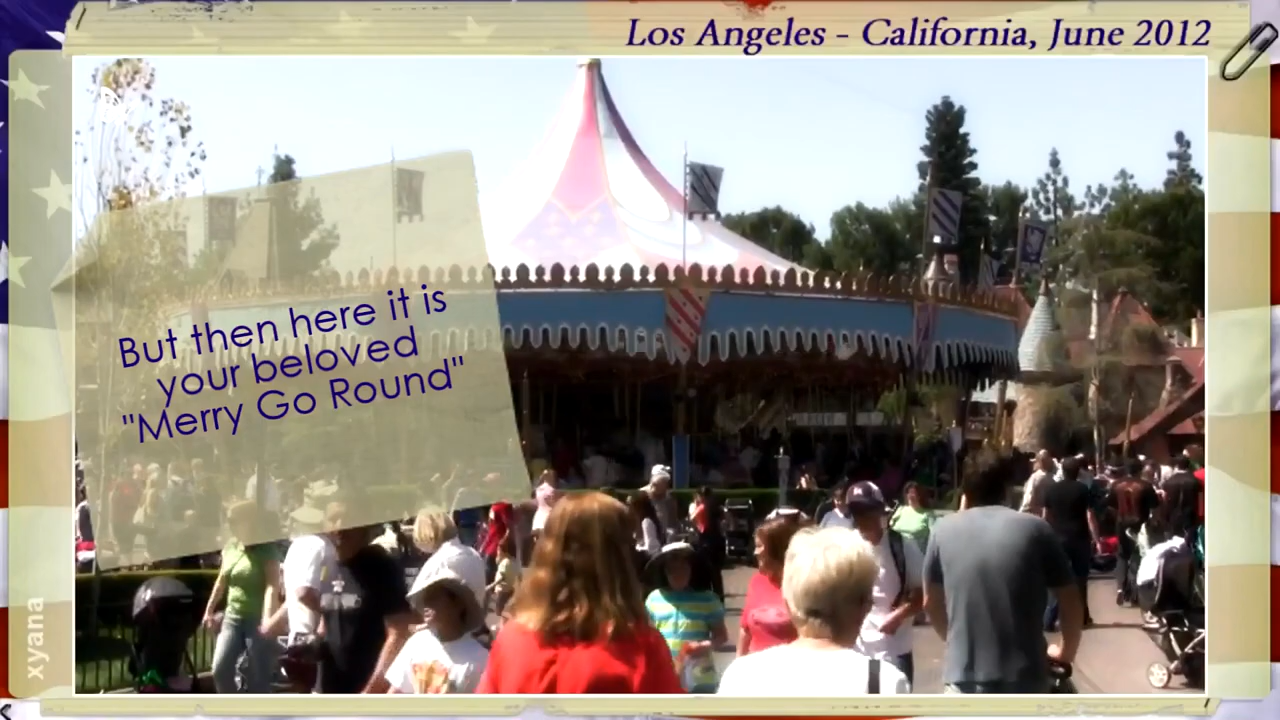 Los Angeles - California, June 2012
But then here it is
your beloved
"Merry Go Round"
xyana